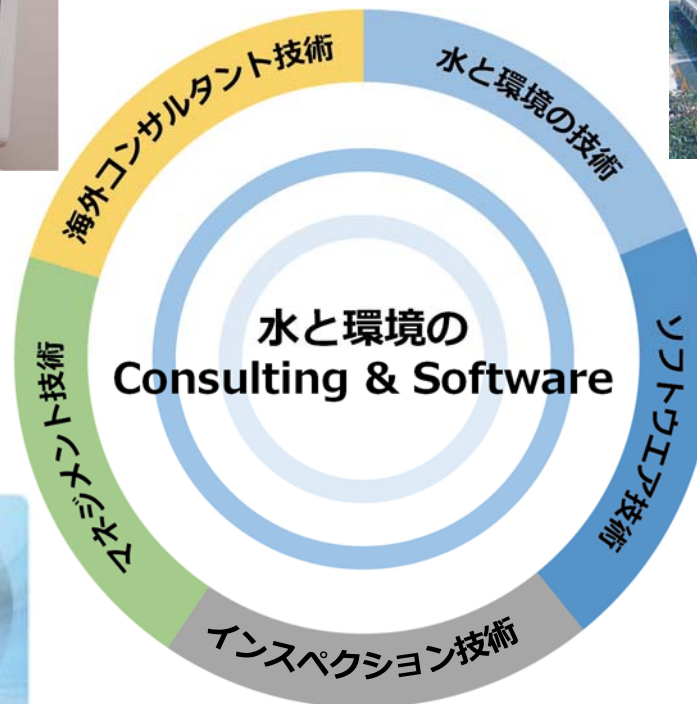 水と環境の
Consulting & Software
水と環境の技術
ソフトウエア技術
インスペクション技術
マネジメント技術
海外コンサルタント技術